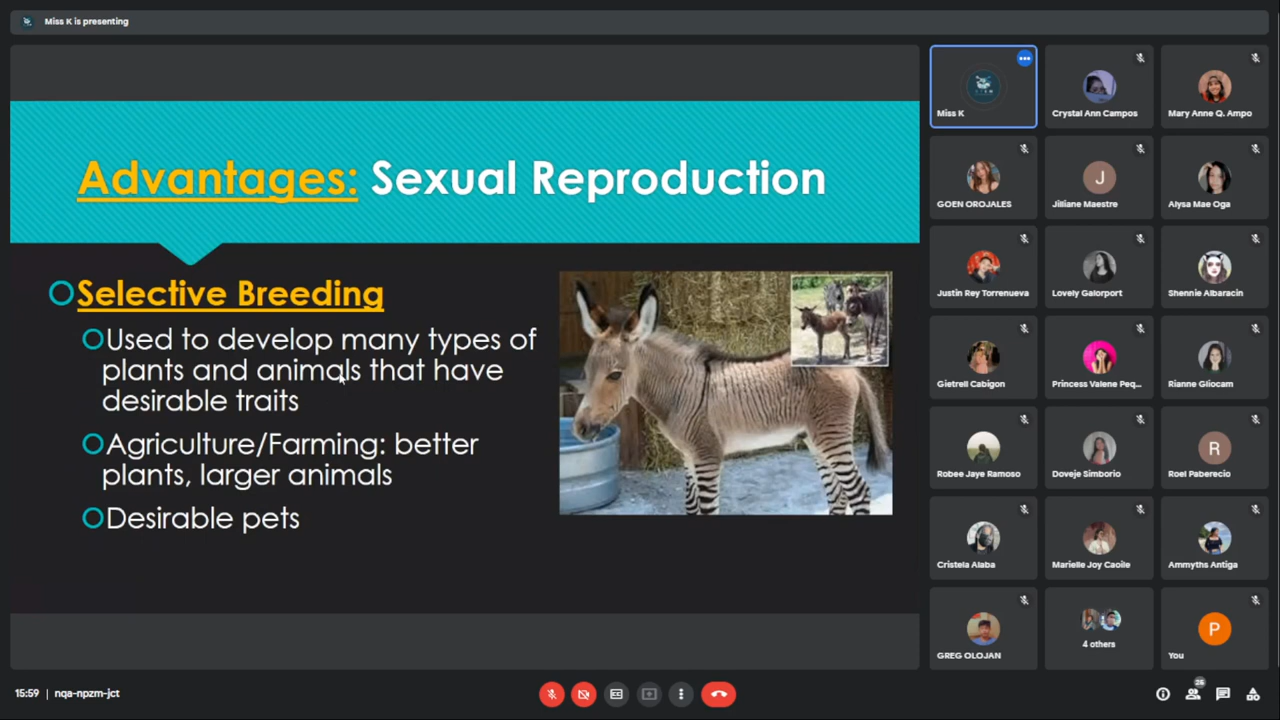 Miss K is presenting
Advantages: Sexual Reproduction
Selective Breeding
Used to develop many types of
plants and animals that have
desirable traits
Agriculture/Farming: better
plants, larger animals
Desirable pets
Miss K
Crystal Ann Campos
Mary Anne Q. Ampo
GOEN OROJALES
J
Jilliane Maestre
Alysa Mae Oga
Justin Rey Torrenueva
Lovely Galorport
Shennie Albaracin
Gietrell Cabigon
Princess Valene Peq...
Rianne Gliocam
Robee Jaye Ramoso
Doveje Simborio
R
Roel Paberecio
Cristela Alaba
Marielle Joy Caoile
Ammyths Antiga
GREG OLOJAN
4 others
P
You
15:59 | nqa-npzm-jct
25